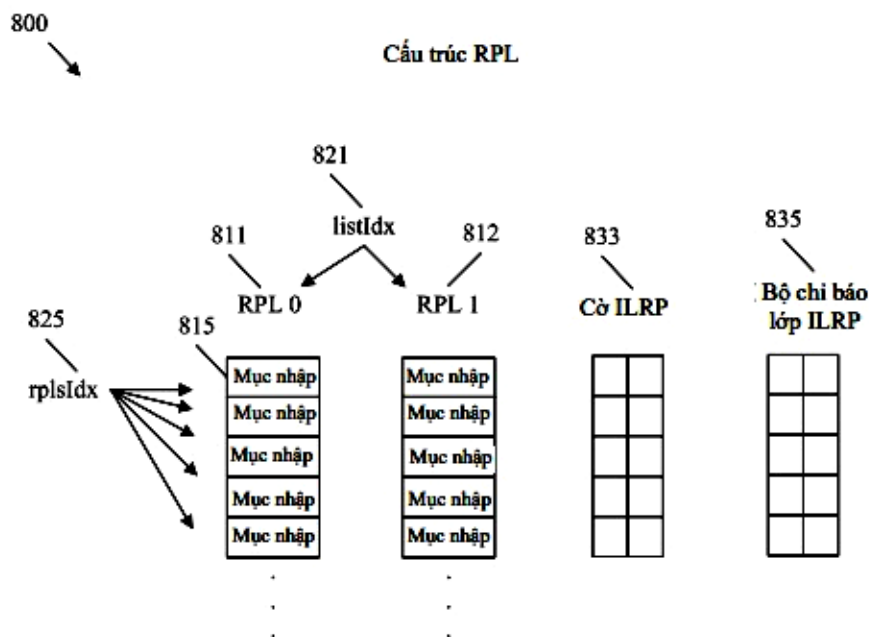 800
Cấu trúc RPL
821
listIdx
811
812
833
835
RPL 0
RPL 1
Cờ ILRP
Bộ chỉ báo
lớp ILRP
825
815
rplsIdx
Mục nhập
Mục nhập
Mục nhập
Mục nhập
Mục nhập
Mục nhập
Mục nhập
Mục nhập
Mục nhập
Mục nhập